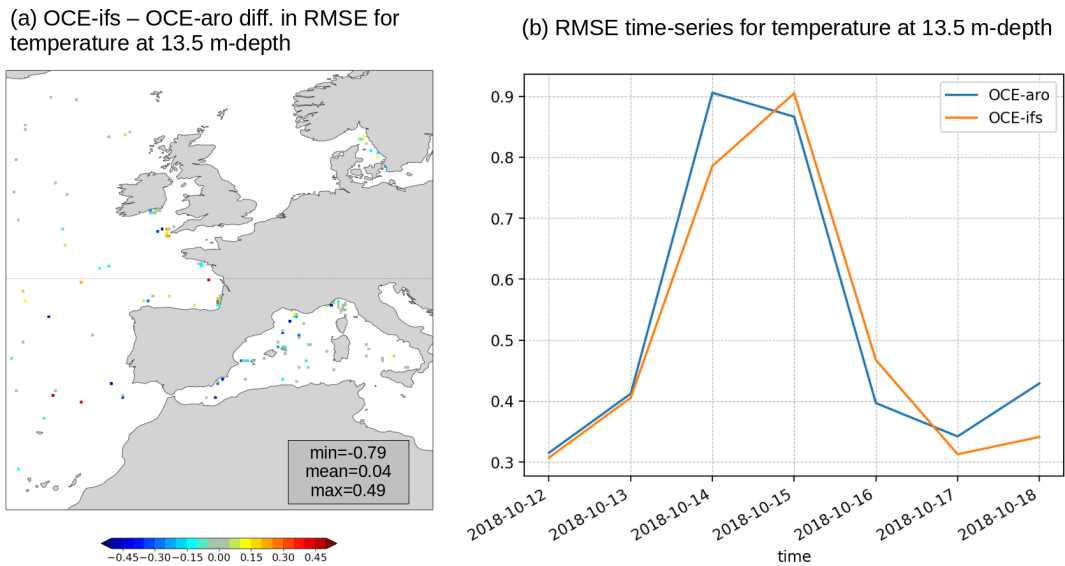 (a) OCE-ifs – OCE-aro diff. in RMSE for
temperature at 13.5 m-depth
min=-0.79
mean=0.04
max=0.49
−0.45−0.30−0.15 0.00 0.15 0.30 0.45
(b) RMSE time-series for temperature at 13.5 m-depth
OCE-aro
OCE-ifs
0.9
0.8
0.7
0.6
0.5
0.4
0.3
2018-10-12
2018-10-13
2018-10-14
2018-10-15
2018-10-16
2018-10-17
2018-10-18
time